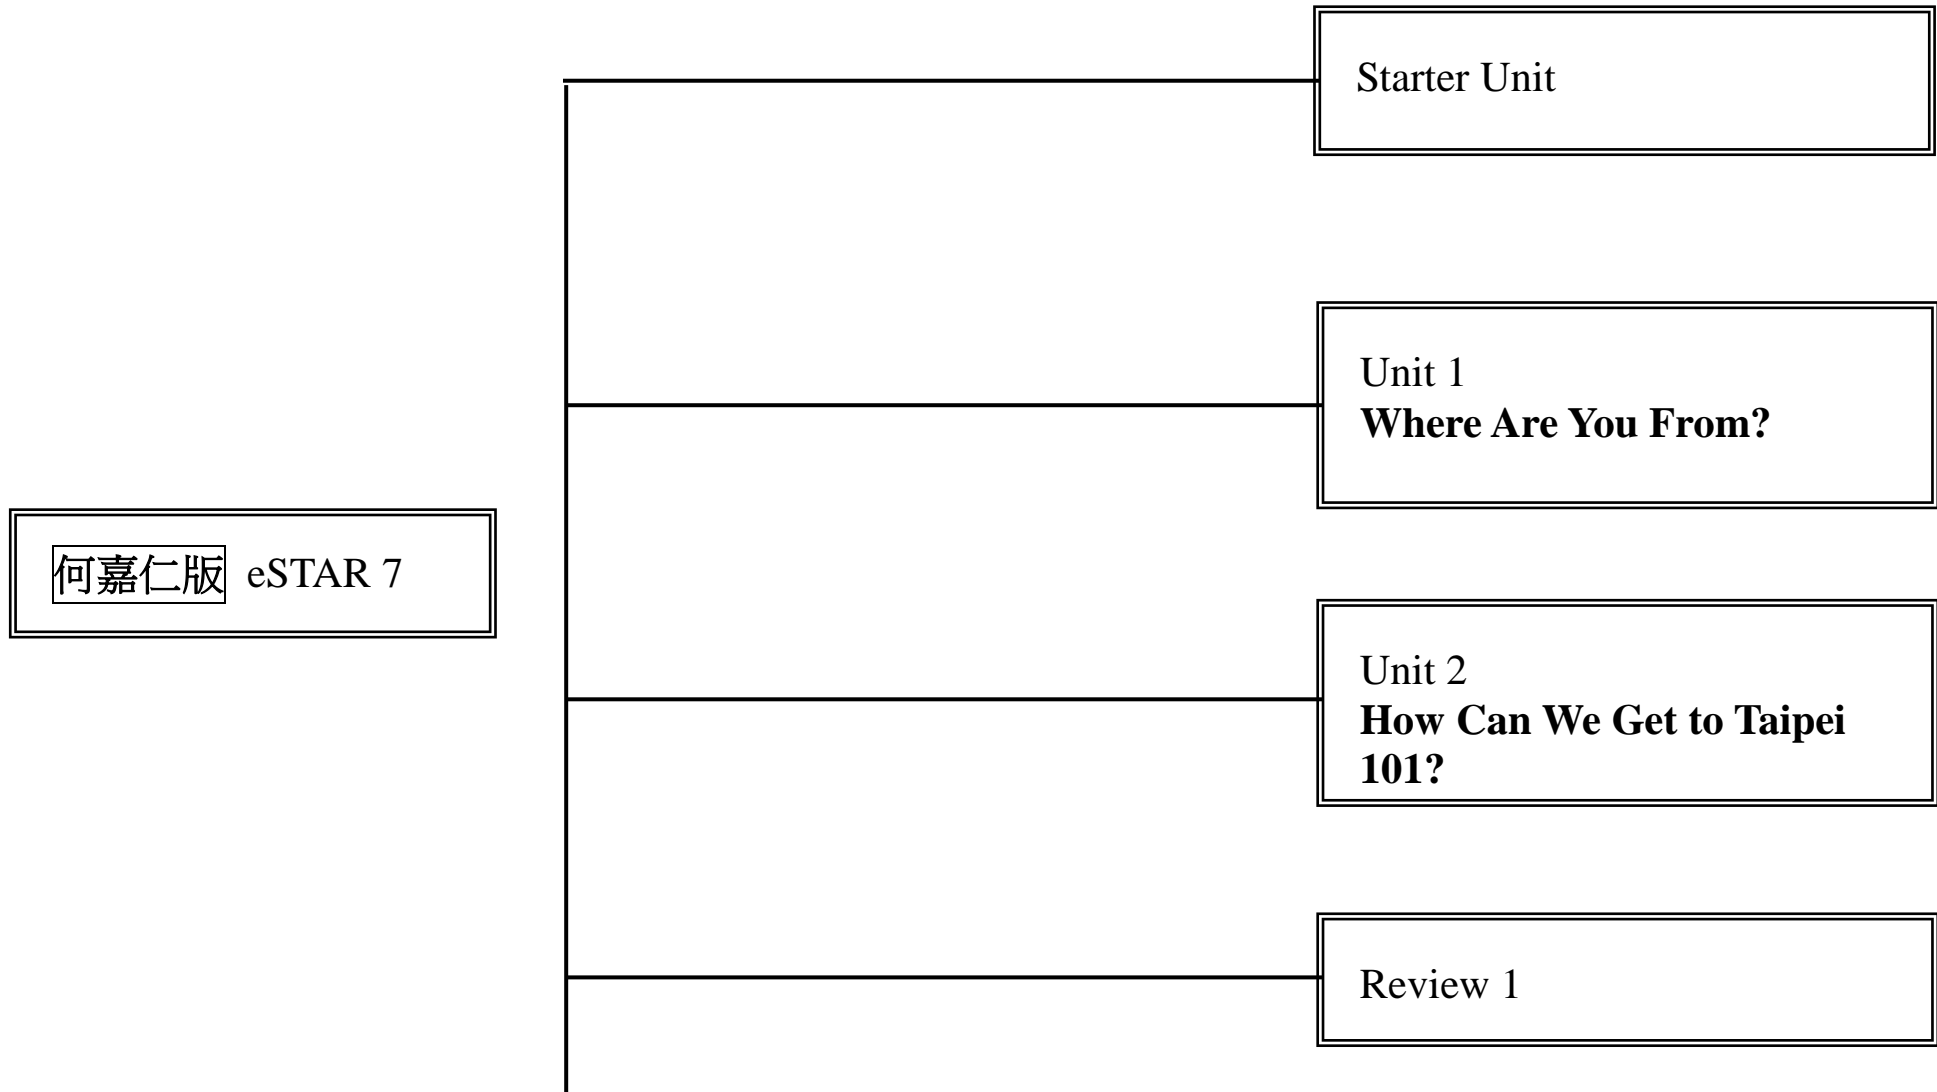 Starter Unit
Unit 1
Where Are You From?
何嘉仁版 eSTAR 7
Unit 2
How Can We Get to Taipei
101?
Review 1